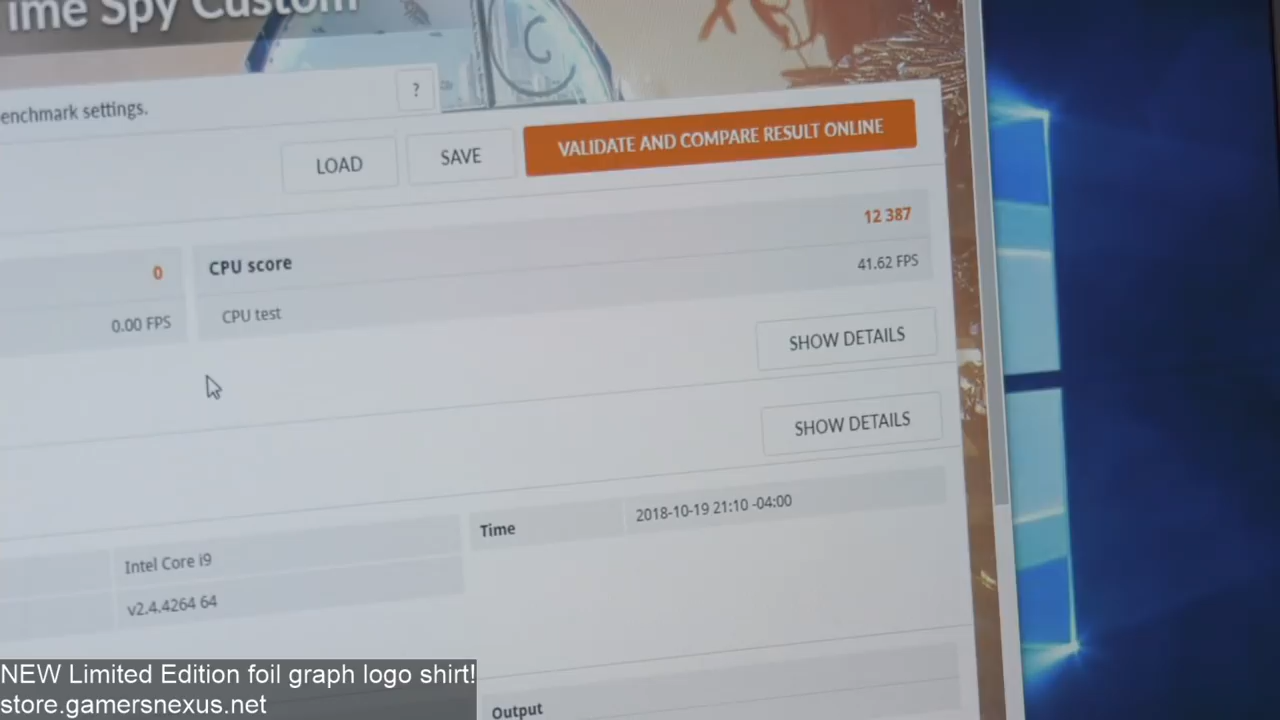 ime Spy Custom
enchmark settings.
?
LOAD
SAVE
VALIDATE AND COMPARE RESULT ONLINE
0
CPU score
12 387
0.00 FPS
CPU test
41.62 FPS
SHOW DETAILS
SHOW DETAILS
Intel Core i9
Time
2018-10-19 21:10 -04:00
v2.4.4264 64
Output
NEW Limited Edition foil graph logo shirt!
store.gamersnexus.net